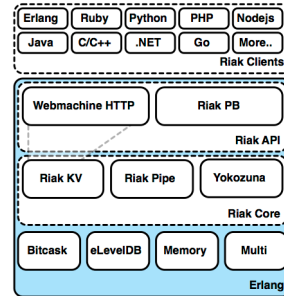 Erlang Ruby Python PHP Nodejs
Java C/C++ .NET Go More..
Riak Clients
Webmachine HTTP Riak PB
Riak API
Riak KV Riak Pipe Yokozuna
Riak Core
Bitcask eLevelDB Memory Multi
Erlang